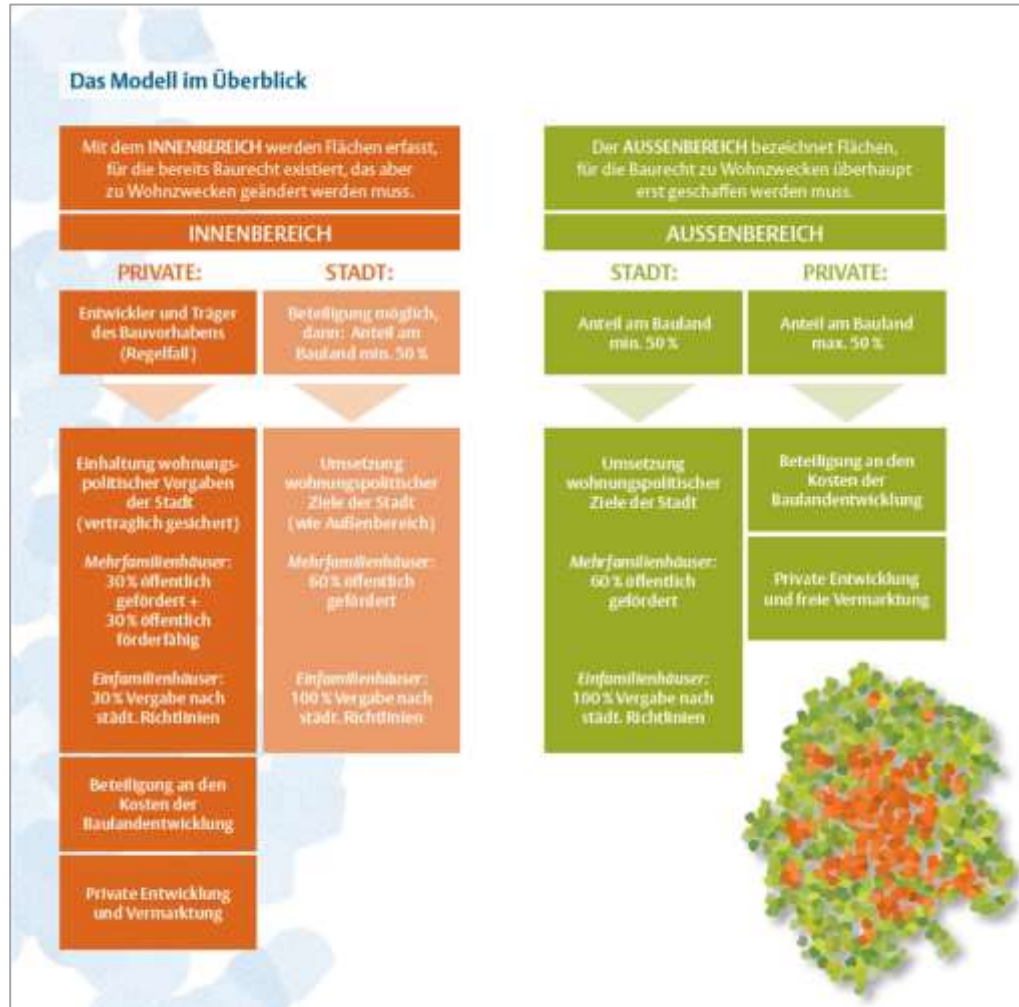 Das Modell im Überblick
Mit dem INNENBEREICH werden Flächen erfasst,
für die bereits Baurecht existiert, das aber
zu Wohnzwecken geändert werden muss.
INNENBEREICH
PRIVATE:
Entwickler und Träger
des Bauvorhabens
(Regelfall)
Einhaltung wohnungs-
politischer Vorgaben
der Stadt
(vertraglich gesichert)
Mehrfamilienhäuser:
30 % öffentlich
gefördert +
30 % öffentlich
förderfähig
Einfamilienhäuser:
30 % Vergabe nach
städt. Richtlinien
Beteiligung an den
Kosten der
Baulandentwicklung
Private Entwicklung
und Vermarktung
STADT:
Beteiligung möglich,
dann: Anteil am
Bauland min. 50 %
Umsetzung
wohnungspolitischer
Ziele der Stadt
(wie Außenbereich)
Mehrfamilienhäuser:
60 % öffentlich
gefördert
Einfamilienhäuser:
100 % Vergabe nach
städt. Richtlinien
Der AUSSENBEREICH bezeichnet Flächen,
für die Baurecht zu Wohnzwecken überhaupt
erst geschaffen werden muss.
AUSSENBEREICH
STADT:
Anteil am Bauland
min. 50 %
Umsetzung
wohnungspolitischer
Ziele der Stadt
Mehrfamilienhäuser:
60 % öffentlich
gefördert
Einfamilienhäuser:
100 % Vergabe nach
städt. Richtlinien
PRIVATE:
Anteil am Bauland
max. 50 %
Beteiligung an den
Kosten der
Baulandentwicklung
Private Entwicklung
und freie Vermarktung